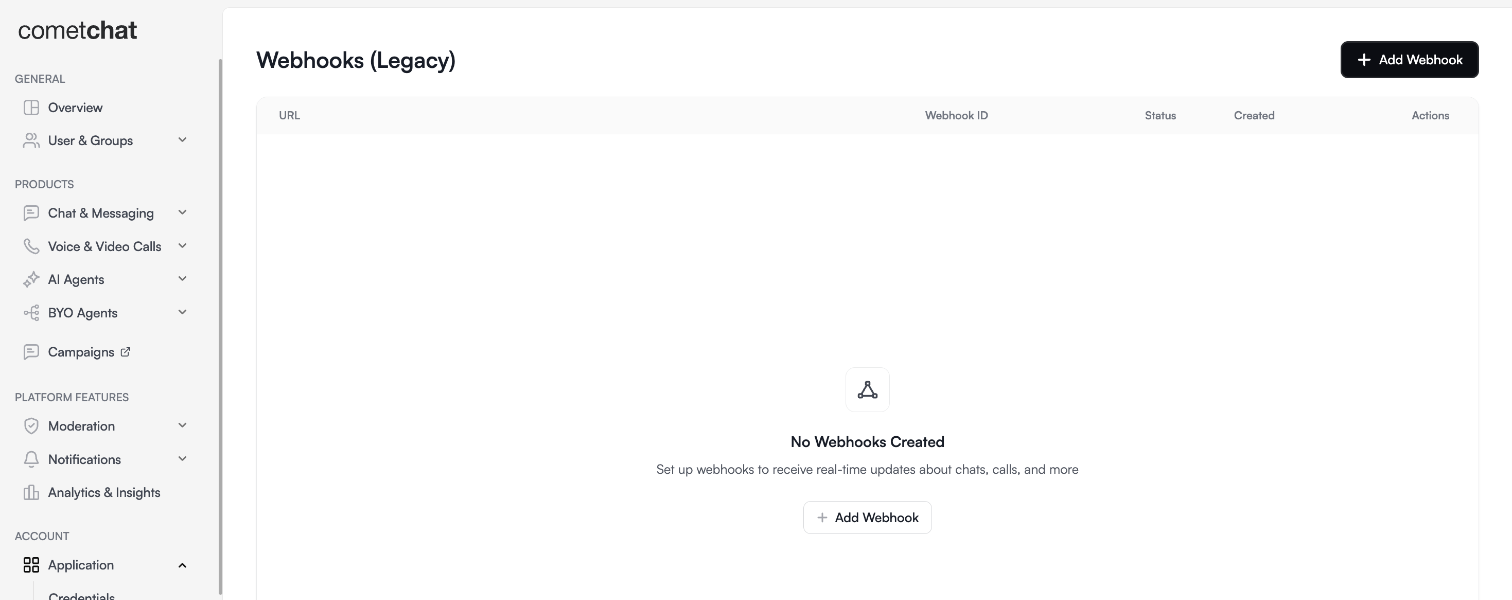 cometchat
GENERAL
Overview
User & Groups
PRODUCTS
Chat & Messaging
Voice & Video Calls
AI Agents
BYO Agents
Campaigns
PLATFORM FEATURES
Moderation
Notifications
Analytics & Insights
ACCOUNT
Application
Credentials
Webhooks (Legacy)
Add Webhook
URL Webhook ID Status Created Actions
No Webhooks Created
Set up webhooks to receive real-time updates about chats, calls, and more
Add Webhook